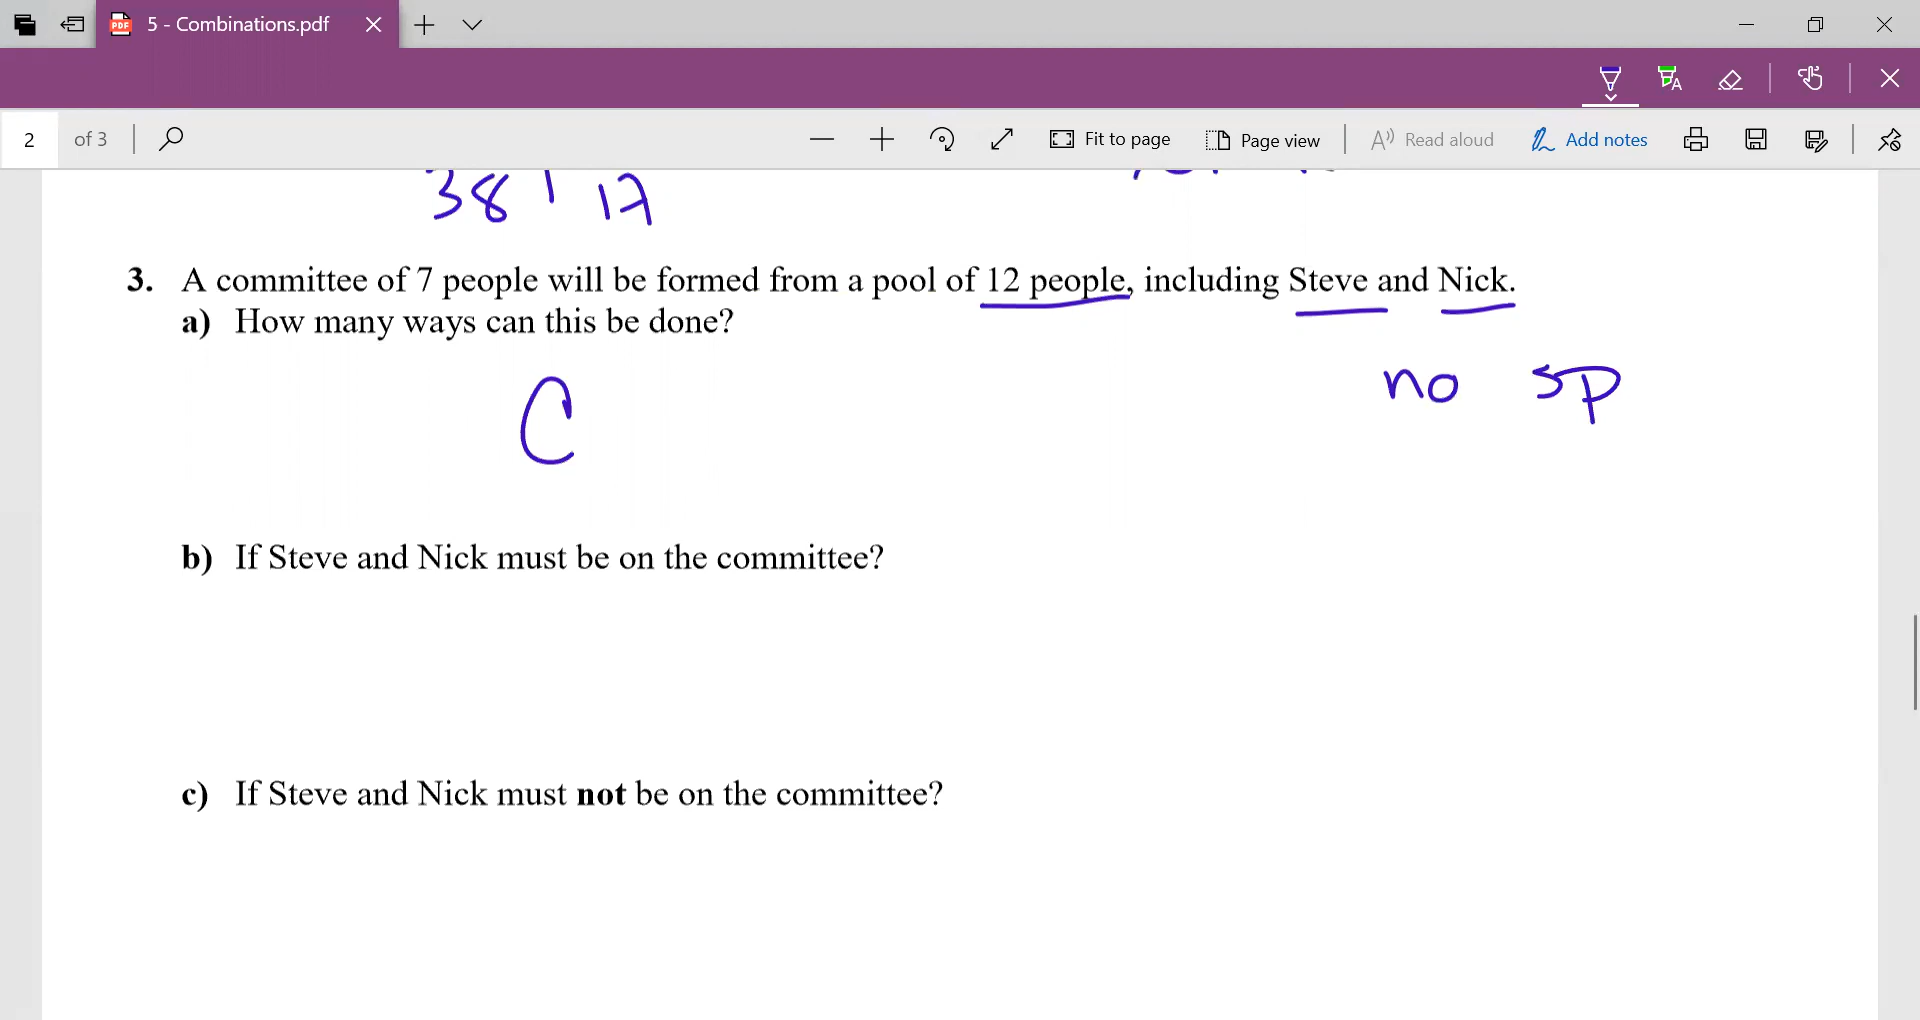 5 - Combinations.pdf
2 of 3 Fit to page Page view Read aloud Add notes
38 17
3. A committee of 7 people will be formed from a pool of 12 people, including Steve and Nick.
a) How many ways can this be done?
no sp
C
b) If Steve and Nick must be on the committee?
c) If Steve and Nick must not be on the committee?